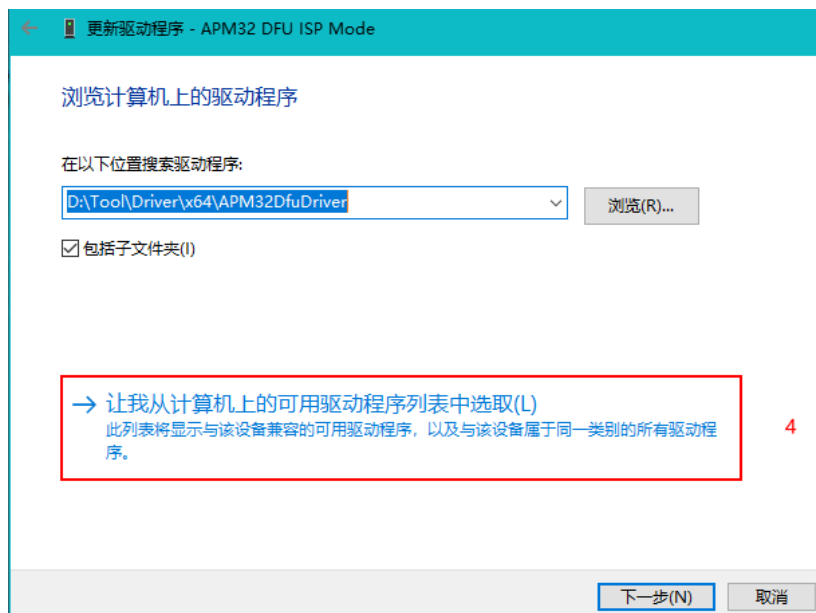 更新驱动程序 - APM32 DFU ISP Mode
浏览计算机上的驱动程序
在以下位置搜索驱动程序:
D:\Tool\Driver\x64\APM32DfuDriver
浏览(R)...
包括子文件夹(I)
让我从计算机上的可用驱动程序列表中选取(L)
此列表将显示与该设备兼容的可用驱动程序，以及与该设备属于同一类别的所有驱动程
序。
4
下一步(N)
取消